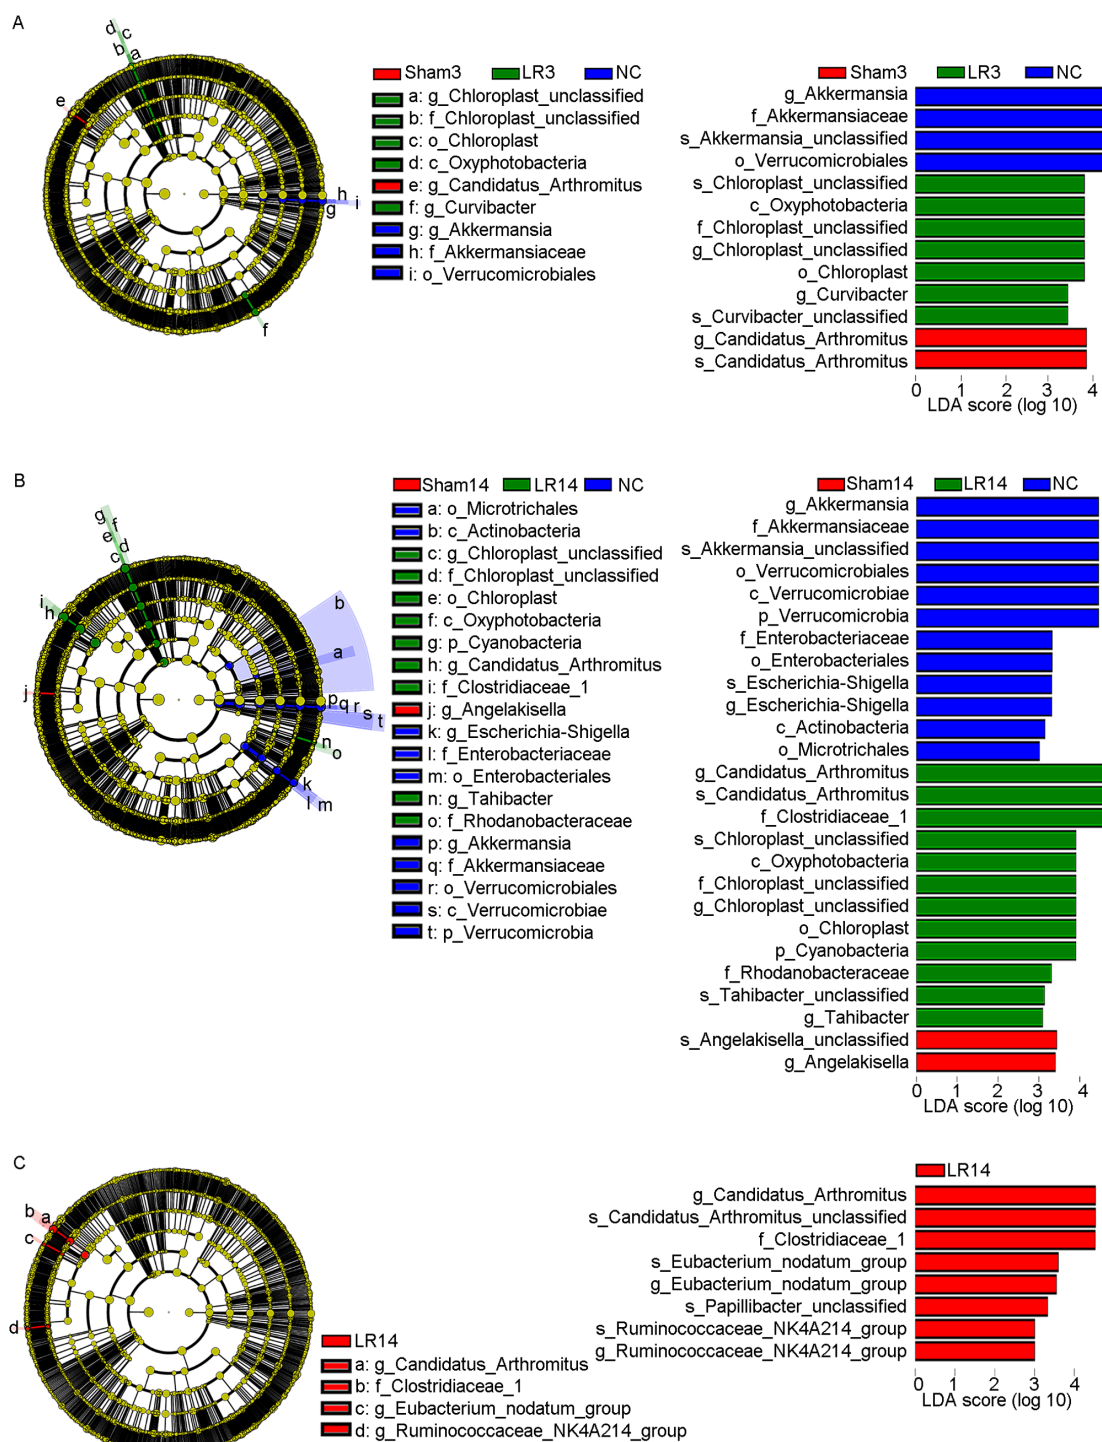 A
d
c
b
a
e
h
i
g
f
Sham3 LR3 NC
a: g_Chloroplast_unclassified
b: f_Chloroplast_unclassified
c: o_Chloroplast
d: c_Oxyphotobacteria
e: g_Candidatus_Arthromitus
f: g_Curvibacter
g: g_Akkermansia
h: f_Akkermansiaceae
i: o_Verrucomicrobiales
Sham3 LR3 NC
g_Akkermansia
f_Akkermansiaceae
s_Akkermansia_unclassified
o_Verrucomicrobiales
s_Chloroplast_unclassified
c_Oxyphotobacteria
f_Chloroplast_unclassified
g_Chloroplast_unclassified
o_Chloroplast
g_Curvibacter
s_Curvibacter_unclassified
g_Candidatus_Arthromitus
s_Candidatus_Arthromitus
0 1 2 3 4
LDA score (log 10)
B
g
f
e
d
c
i
h
b
a
j
p q r s t
n
o
k
l m
Sham14 LR14 NC
a: o_Microtrichales
b: c_Actinobacteria
c: g_Chloroplast_unclassified
d: f_Chloroplast_unclassified
e: o_Chloroplast
f: c_Oxyphotobacteria
g: p_Cyanobacteria
h: g_Candidatus_Arthromitus
i: f_Clostridiaceae_1
j: g_Angelakisella
k: g_Escherichia-Shigella
l: f_Enterobacteriaceae
m: o_Enterobacteriales
n: g_Tahibacter
o: f_Rhodanobacteraceae
p: g_Akkermansia
q: f_Akkermansiaceae
r: o_Verrucomicrobiales
s: c_Verrucomicrobiae
t: p_Verrucomicrobia
Sham14 LR14 NC
g_Akkermansia
f_Akkermansiaceae
s_Akkermansia_unclassified
o_Verrucomicrobiales
c_Verrucomicrobiae
p_Verrucomicrobia
f_Enterobacteriaceae
o_Enterobacteriales
s_Escherichia-Shigella
g_Escherichia-Shigella
c_Actinobacteria
o_Microtrichales
g_Candidatus_Arthromitus
s_Candidatus_Arthromitus
f_Clostridiaceae_1
s_Chloroplast_unclassified
c_Oxyphotobacteria
f_Chloroplast_unclassified
g_Chloroplast_unclassified
o_Chloroplast
p_Cyanobacteria
f_Rhodanobacteraceae
s_Tahibacter_unclassified
g_Tahibacter
s_Angelakisella_unclassified
g_Angelakisella
0 1 2 3 4
LDA score (log 10)
C
b
a
c
d
LR14
a: g_Candidatus_Arthromitus
b: f_Clostridiaceae_1
c: g_Eubacterium_nodatum_group
d: g_Ruminococcaceae_NK4A214_group
LR14
g_Candidatus_Arthromitus
s_Candidatus_Arthromitus_unclassified
f_Clostridiaceae_1
s_Eubacterium_nodatum_group
g_Eubacterium_nodatum_group
s_Papillibacter_unclassified
s_Ruminococcaceae_NK4A214_group
g_Ruminococcaceae_NK4A214_group
0 1 2 3 4
LDA score (log 10)